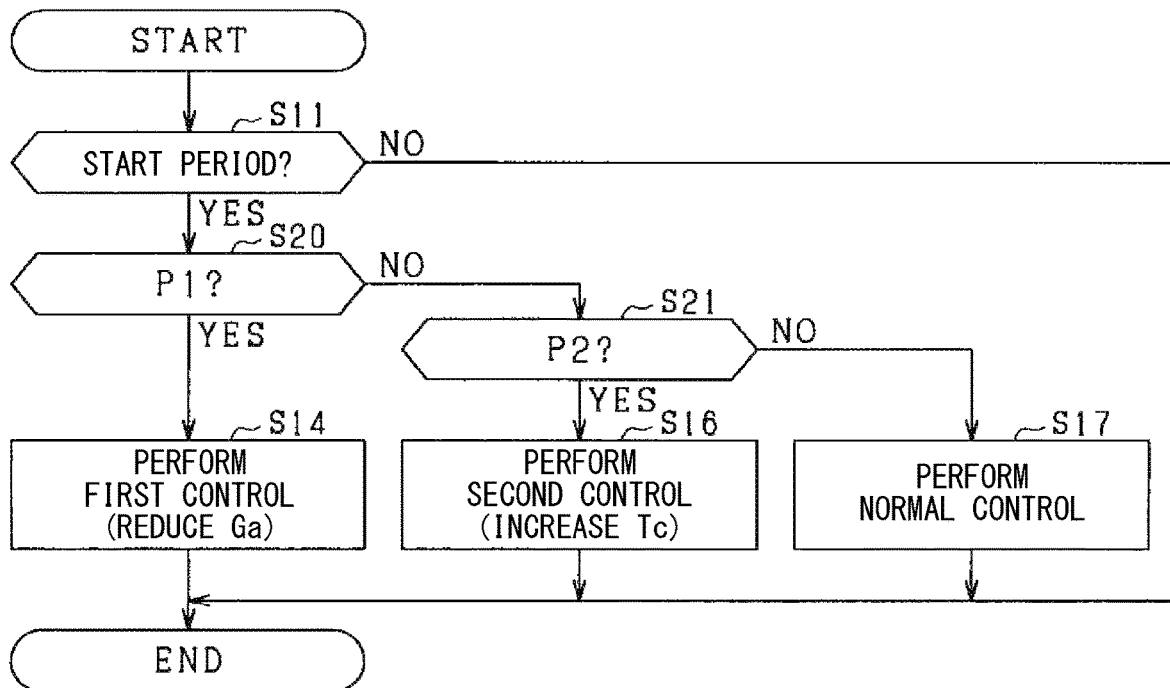 START
S11
START PERIOD?
NO
YES
S20
P1?
NO
YES
S21
P2?
NO
YES
S14
PERFORM
FIRST CONTROL
(REDUCE Ga)
S16
PERFORM
SECOND CONTROL
(INCREASE Tc)
S17
PERFORM
NORMAL CONTROL
END